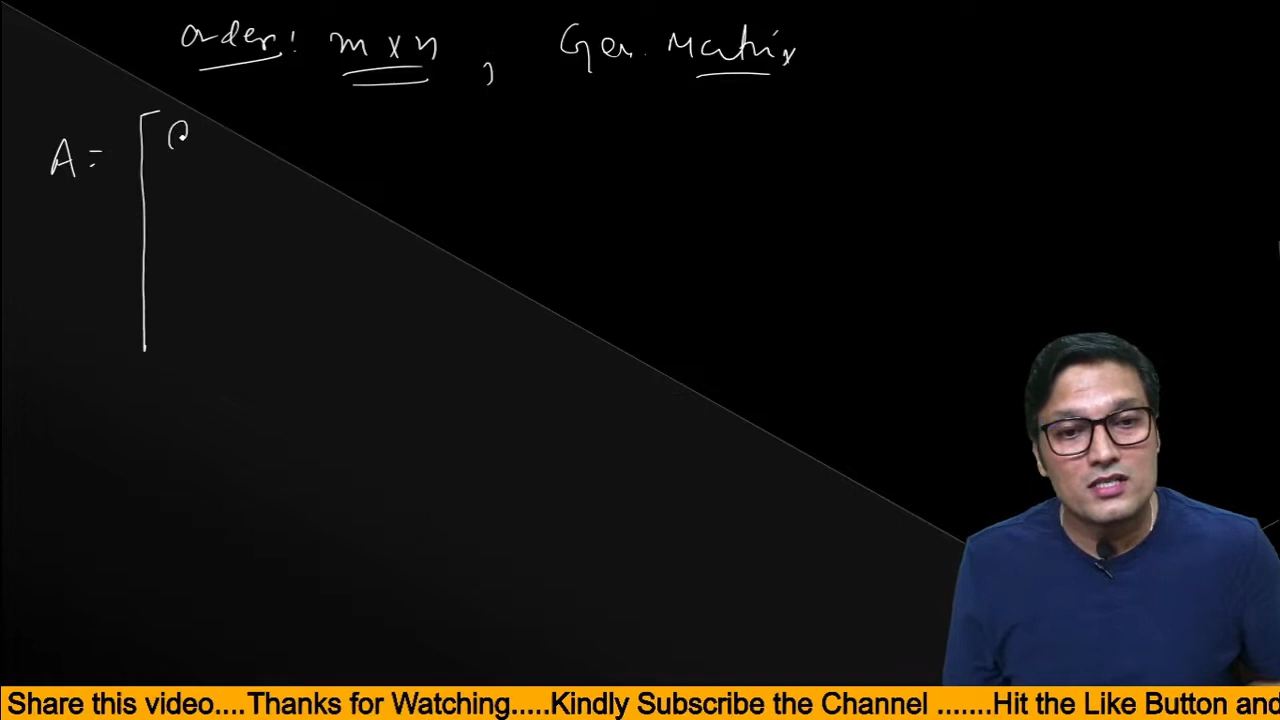 order: m x n, Gen. Matrix
A = [
Share this video....Thanks for Watching.....Kindly Subscribe the Channel .......Hit the Like Button and